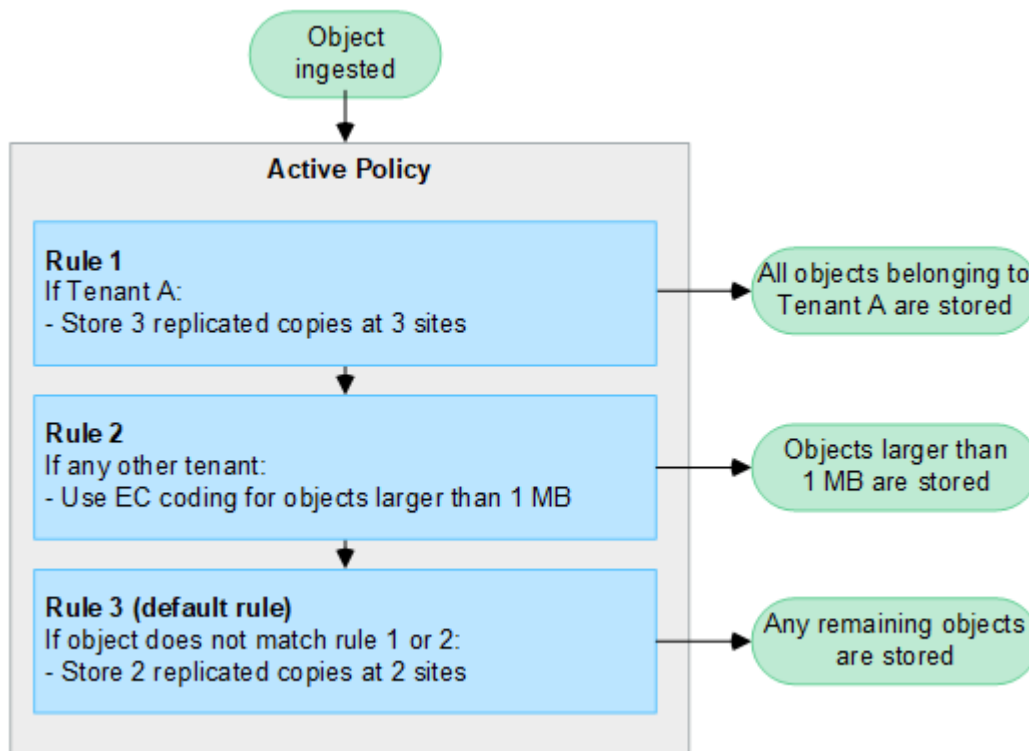 Object
ingested
Active Policy
Rule 1
If Tenant A:
- Store 3 replicated copies at 3 sites
All objects belonging to
Tenant A are stored
Rule 2
If any other tenant:
- Use EC coding for objects larger than 1 MB
Objects larger than
1 MB are stored
Rule 3 (default rule)
If object does not match rule 1 or 2:
- Store 2 replicated copies at 2 sites
Any remaining objects
are stored